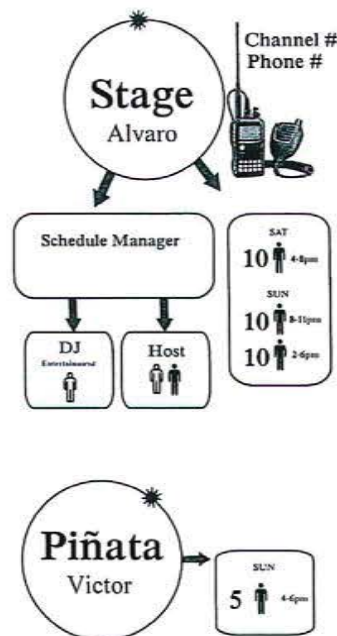 Channel #
Phone #
Stage
Alvaro
Schedule Manager
SAT
10 4-8pm
SUN
10 8-11pm
10 2-6pm
DJ
Entertainment
Host
Piñata
Victor
SUN
5 4-6pm